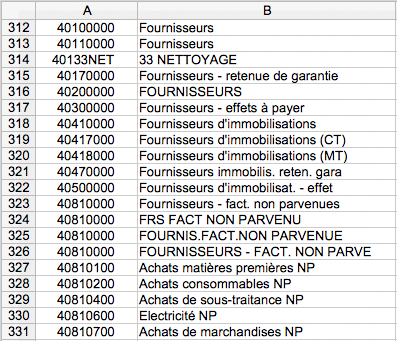 A B
312 40100000 Fournisseurs
313 40110000 Fournisseurs
314 40133NET 33 NETTOYAGE
315 40170000 Fournisseurs - retenue de garantie
316 40200000 FOURNISSEURS
317 40300000 Fournisseurs - effets à payer
318 40410000 Fournisseurs d'immobilisations
319 40417000 Fournisseurs d'immobilisations (CT)
320 40418000 Fournisseurs d'immobilisations (MT)
321 40470000 Fournisseurs immobilis. reten. gara
322 40500000 Fournisseurs d'immobilisat. - effet
323 40810000 Fournisseurs - fact. non parvenues
324 40810000 FRS FACT NON PARVENU
325 40810000 FOURNIS.FACT.NON PARVENUE
326 40810000 FOURNISSEURS - FACT. NON PARVE
327 40810100 Achats matières premières NP
328 40810200 Achats consommables NP
329 40810400 Achats de sous-traitance NP
330 40810600 Electricité NP
331 40810700 Achats de marchandises NP